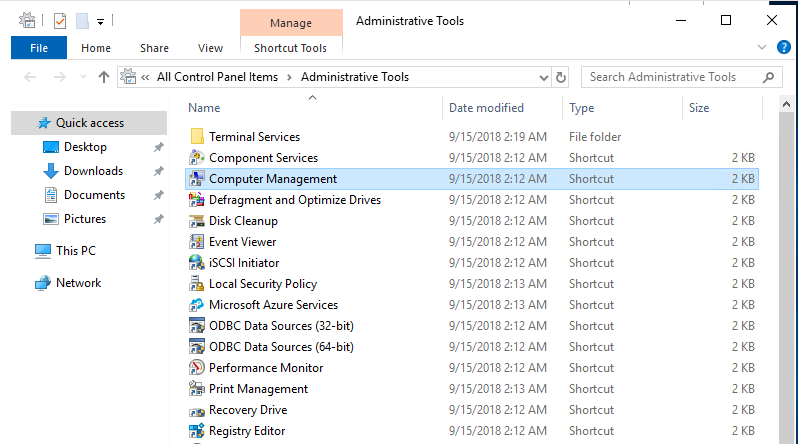 Manage Administrative Tools
File Home Share View Shortcut Tools
« All Control Panel Items > Administrative Tools Search Administrative Tools
Name Date modified Type Size
Quick access
Desktop
Downloads
Documents
Pictures
This PC
Network
Terminal Services 9/15/2018 2:19 AM File folder
Component Services 9/15/2018 2:12 AM Shortcut 2 KB
Computer Management 9/15/2018 2:12 AM Shortcut 2 KB
Defragment and Optimize Drives 9/15/2018 2:12 AM Shortcut 2 KB
Disk Cleanup 9/15/2018 2:12 AM Shortcut 2 KB
Event Viewer 9/15/2018 2:12 AM Shortcut 2 KB
iSCSI Initiator 9/15/2018 2:12 AM Shortcut 2 KB
Local Security Policy 9/15/2018 2:13 AM Shortcut 2 KB
Microsoft Azure Services 9/15/2018 2:13 AM Shortcut 2 KB
ODBC Data Sources (32-bit) 9/15/2018 2:12 AM Shortcut 2 KB
ODBC Data Sources (64-bit) 9/15/2018 2:12 AM Shortcut 2 KB
Performance Monitor 9/15/2018 2:12 AM Shortcut 2 KB
Print Management 9/15/2018 2:13 AM Shortcut 2 KB
Recovery Drive 9/15/2018 2:12 AM Shortcut 2 KB
Registry Editor 9/15/2018 2:12 AM Shortcut 2 KB